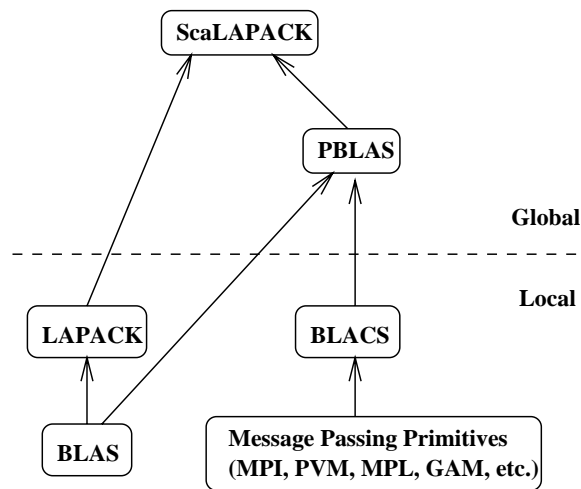 ScaLAPACK
PBLAS
Global
Local
LAPACK
BLACS
BLAS
Message Passing Primitives
(MPI, PVM, MPL, GAM, etc.)